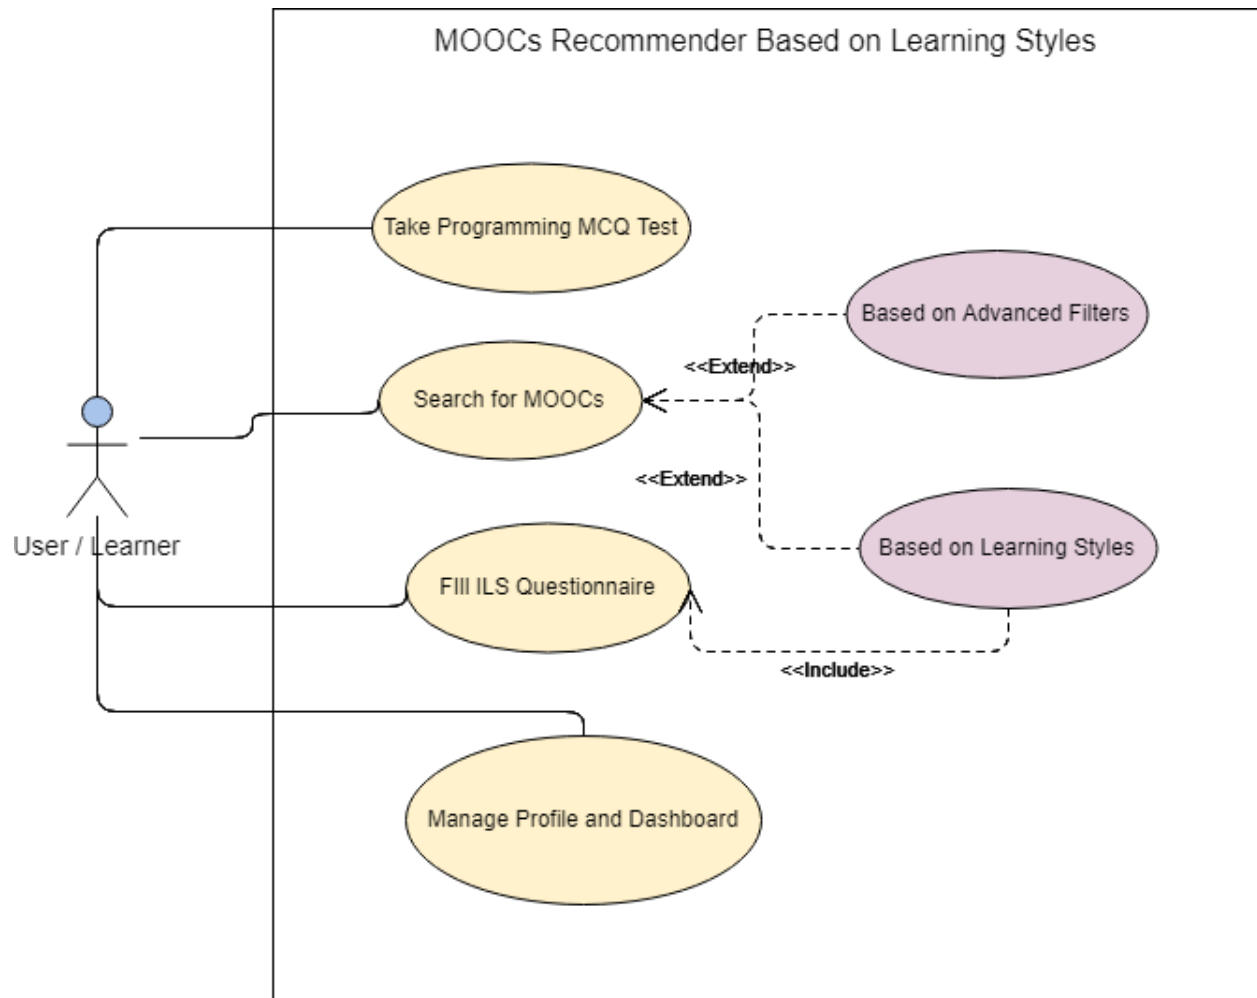 MOOCs Recommender Based on Learning Styles
Take Programming MCQ Test
Based on Advanced Filters
<<Extend>>
Search for MOOCs
<<Extend>>
User / Learner
Based on Learning Styles
FIll ILS Questionnaire
<<Include>>
Manage Profile and Dashboard